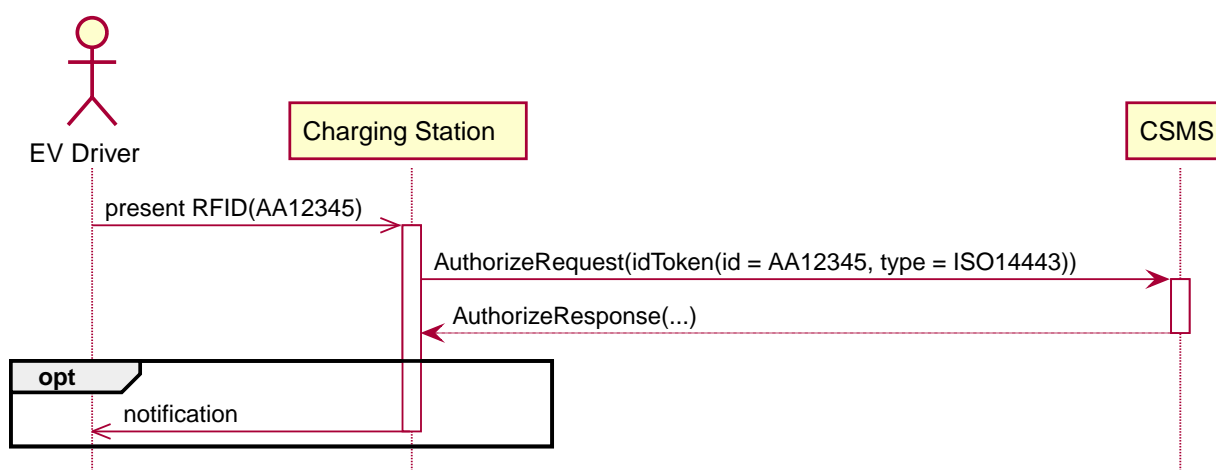 EV Driver
Charging Station
CSMS
present RFID(AA12345)
AuthorizeRequest(idToken(id = AA12345, type = ISO14443))
AuthorizeResponse(...)
opt
notification